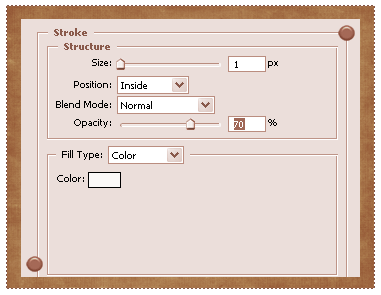 Stroke
Structure
Size: 1 px
Position: Inside
Blend Mode: Normal
Opacity: 70 %
Fill Type: Color
Color: